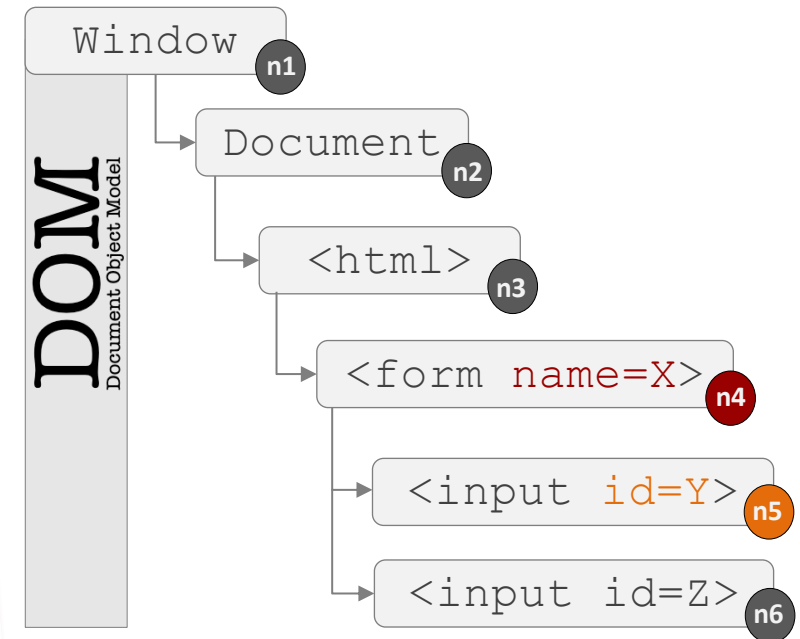 Window
n1
DOM
Document Object Model
Document
n2
<html>
n3
<form name=X>
n4
<input id=Y>
n5
<input id=Z>
n6